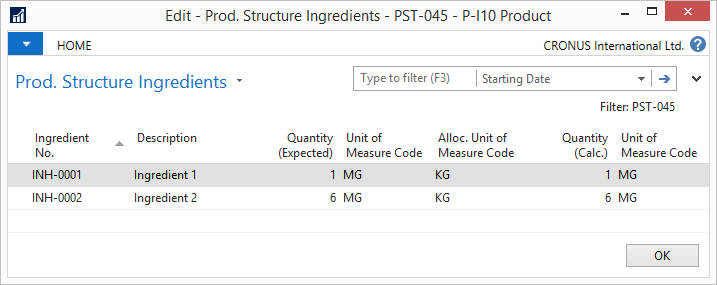 Edit - Prod. Structure Ingredients - PST-045 - P-I10 Product
HOME
CRONUS International Ltd.
?
Prod. Structure Ingredients
Type to filter (F3)
Starting Date
Filter: PST-045
Ingredient No. Description Quantity (Expected) Unit of Measure Code Alloc. Unit of Measure Code Quantity (Calc.) Unit of Measure Code
INH-0001 Ingredient 1 1 MG KG 1 MG
INH-0002 Ingredient 2 6 MG KG 6 MG
OK